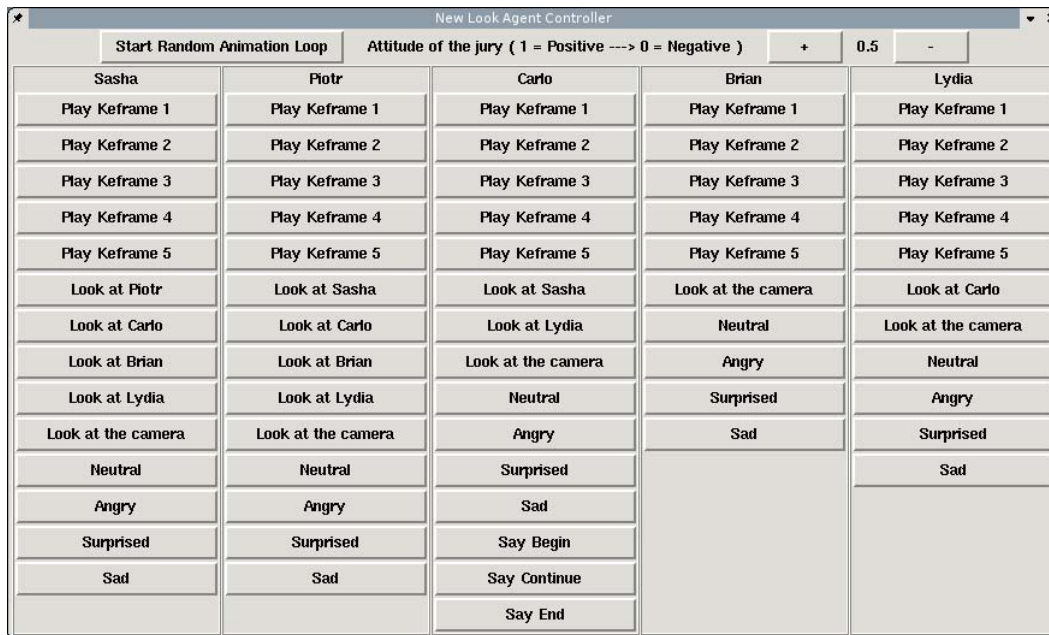 New Look Agent Controller
Start Random Animation Loop Attitude of the jury ( 1 = Positive ---> 0 = Negative ) + 0.5 -
Sasha Piotr Carlo Brian Lydia
Play Keframe 1 Play Keframe 1 Play Keframe 1 Play Keframe 1 Play Keframe 1
Play Keframe 2 Play Keframe 2 Play Keframe 2 Play Keframe 2 Play Keframe 2
Play Keframe 3 Play Keframe 3 Play Keframe 3 Play Keframe 3 Play Keframe 3
Play Keframe 4 Play Keframe 4 Play Keframe 4 Play Keframe 4 Play Keframe 4
Play Keframe 5 Play Keframe 5 Play Keframe 5 Play Keframe 5 Play Keframe 5
Look at Piotr Look at Sasha Look at Sasha Look at the camera Look at Carlo
Look at Carlo Look at Carlo Look at Lydia Neutral Look at the camera
Look at Brian Look at Brian Look at the camera Angry Neutral
Look at Lydia Look at Lydia Neutral Surprised Angry
Look at the camera Look at the camera Angry Sad Surprised
Neutral Neutral Surprised Sad
Angry Angry Sad
Surprised Surprised Say Begin
Sad Sad Say Continue
Say End